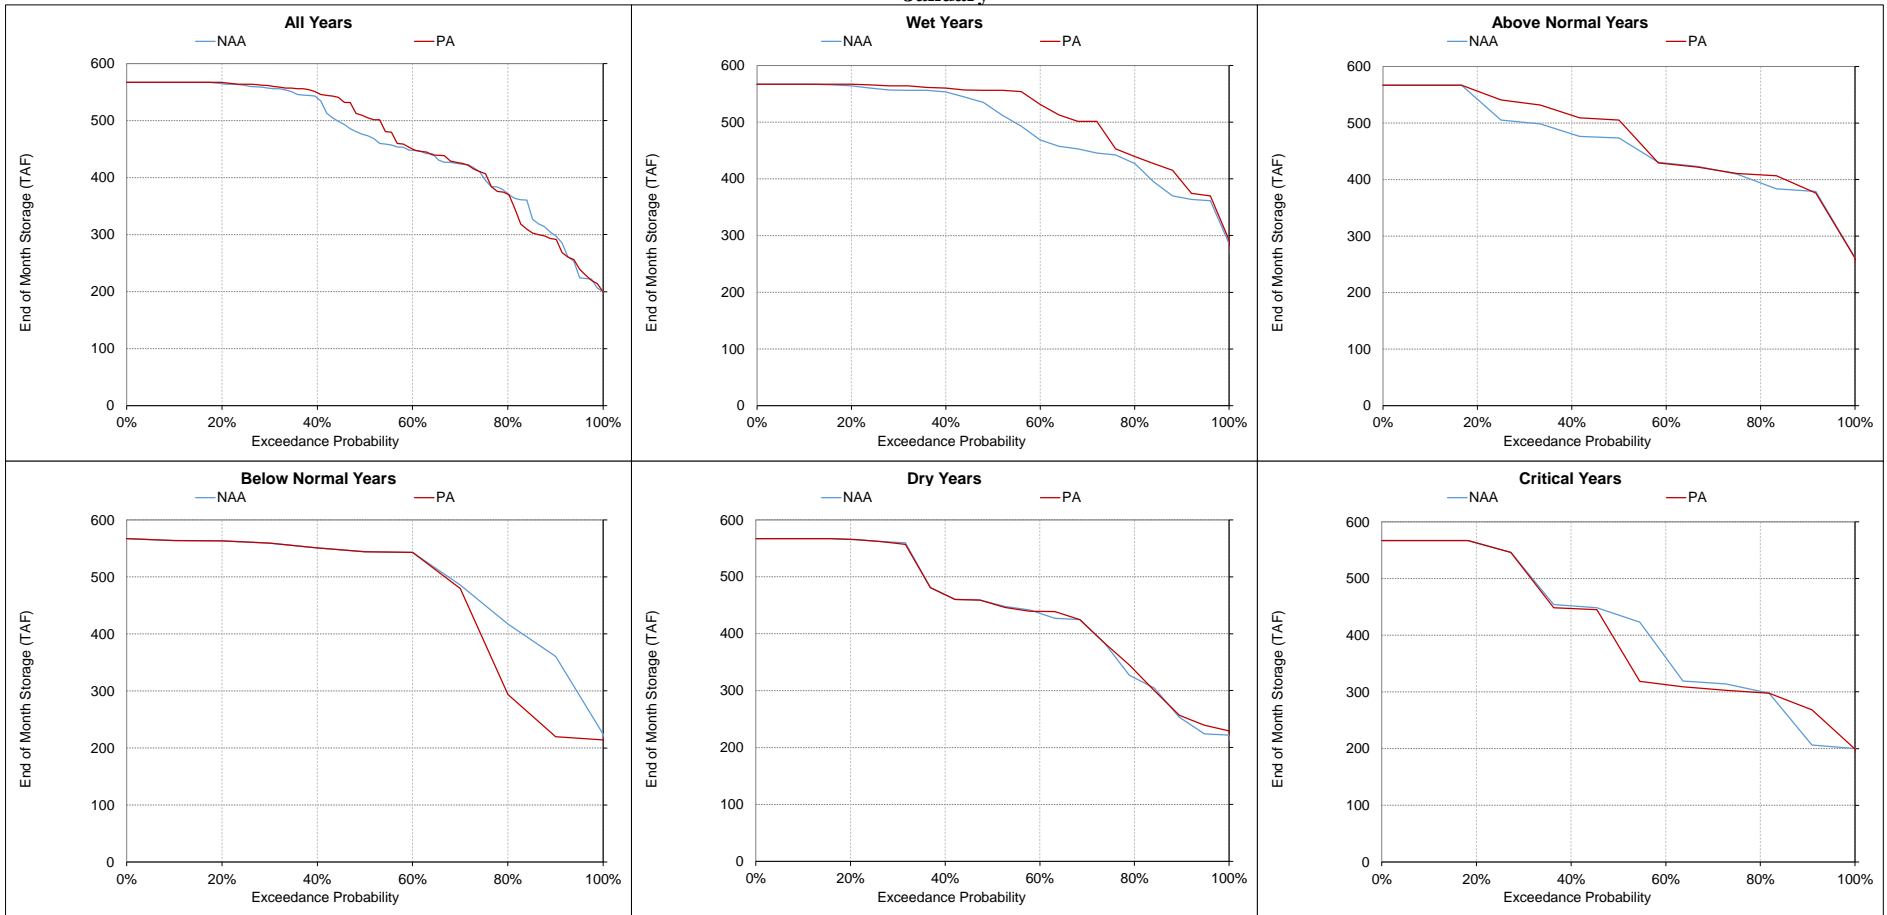 All Years
NAA
PA
End of Month Storage (TAF)
600
500
400
300
200
100
0
0%
20%
40%
60%
80%
100%
Exceedance Probability
Wet Years
NAA
PA
End of Month Storage (TAF)
600
500
400
300
200
100
0
0%
20%
40%
60%
80%
100%
Exceedance Probability
Above Normal Years
NAA
PA
End of Month Storage (TAF)
600
500
400
300
200
100
0
0%
20%
40%
60%
80%
100%
Exceedance Probability
Below Normal Years
NAA
PA
End of Month Storage (TAF)
600
500
400
300
200
100
0
0%
20%
40%
60%
80%
100%
Exceedance Probability
Dry Years
NAA
PA
End of Month Storage (TAF)
600
500
400
300
200
100
0
0%
20%
40%
60%
80%
100%
Exceedance Probability
Critical Years
NAA
PA
End of Month Storage (TAF)
600
500
400
300
200
100
0
0%
20%
40%
60%
80%
100%
Exceedance Probability